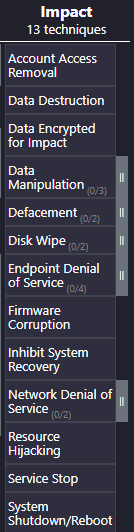 Impact
13 techniques
Account Access
Removal
Data Destruction
Data Encrypted
for Impact
Data
Manipulation (0/3)
Defacement (0/2)
Disk Wipe (0/2)
Endpoint Denial
of Service (0/4)
Firmware
Corruption
Inhibit System
Recovery
Network Denial of
Service (0/2)
Resource
Hijacking
Service Stop
System
Shutdown/Reboot